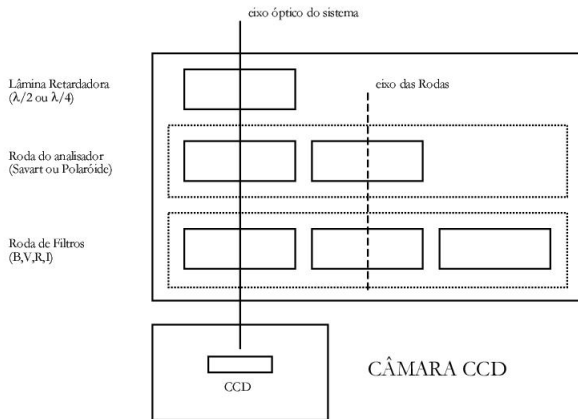 eixo óptico do sistema
Lâmina Retardadora
(λ/2 ou λ/4)
eixo das Rodas
Roda do analisador
(Savart ou Polaróide)
Roda de Filtros
(B,V,R,I)
CÂMARA CCD
CCD